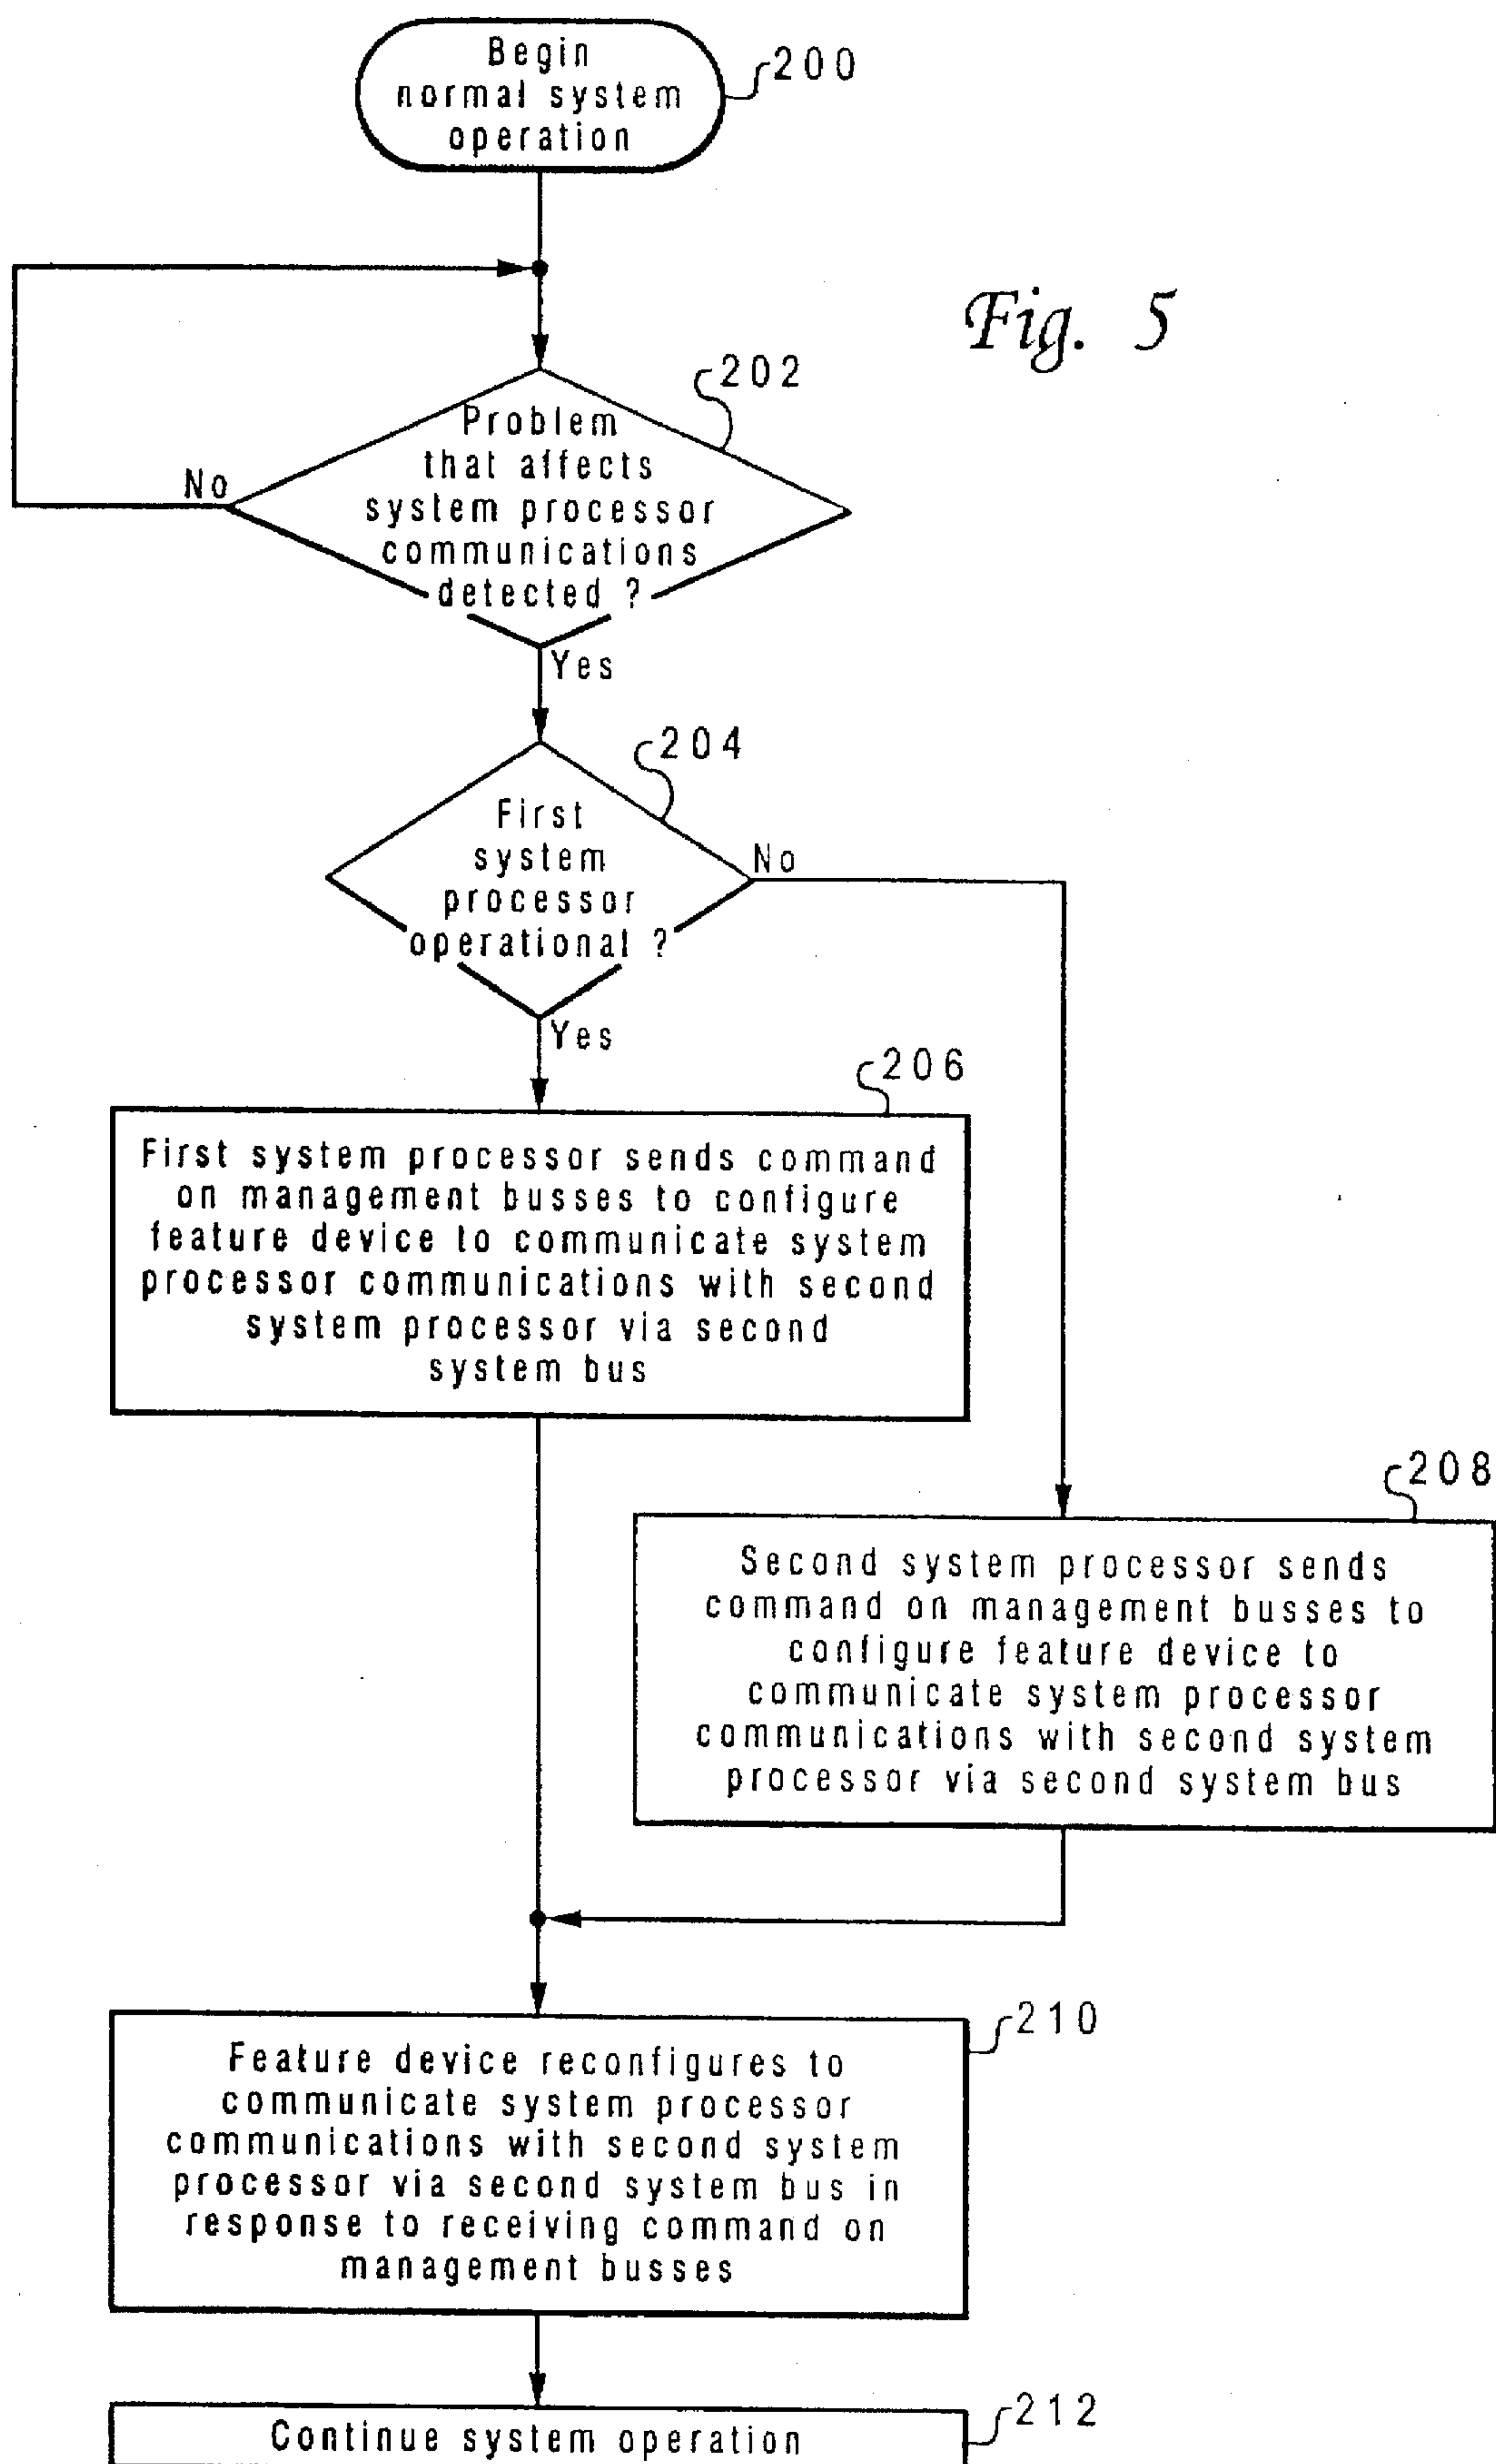 Begin
normal system
operation
200
Fig. 5
202
Problem
that affects
system processor
communications
detected ?
No
Yes
204
First
system
processor
operational ?
No
Yes
206
First system processor sends command
on management busses to configure
feature device to communicate system
processor communications with second
system processor via second
system bus
208
Second system processor sends
command on management busses to
configure feature device to
communicate system processor
communications with second system
processor via second system bus
210
Feature device reconfigures to
communicate system processor
communications with second system
processor via second system bus in
response to receiving command on
management busses
212
Continue system operation